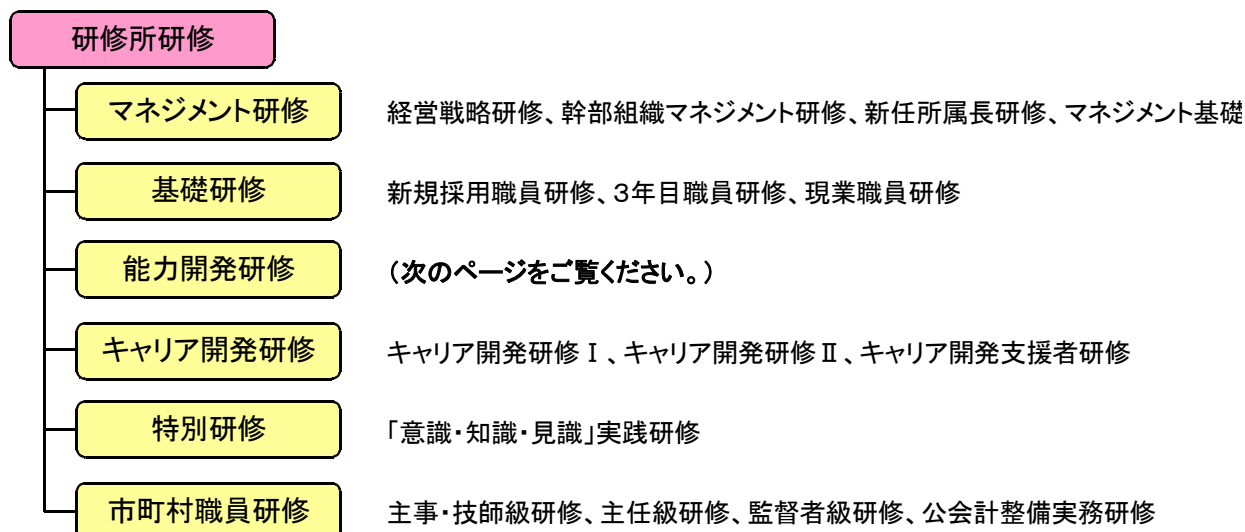 研修所研修
マネジメント研修
経営戦略研修、幹部組織マネジメント研修、新任所属長研修、マネジメント基礎
基礎研修
新規採用職員研修、3年目職員研修、現業職員研修
能力開発研修
(次のページをご覧ください。)
キャリア開発研修
キャリア開発研修Ⅰ、キャリア開発研修Ⅱ、キャリア開発支援者研修
特別研修
「意識・知識・見識」実践研修
市町村職員研修
主事・技師級研修、主任級研修、監督者級研修、公会計整備実務研修